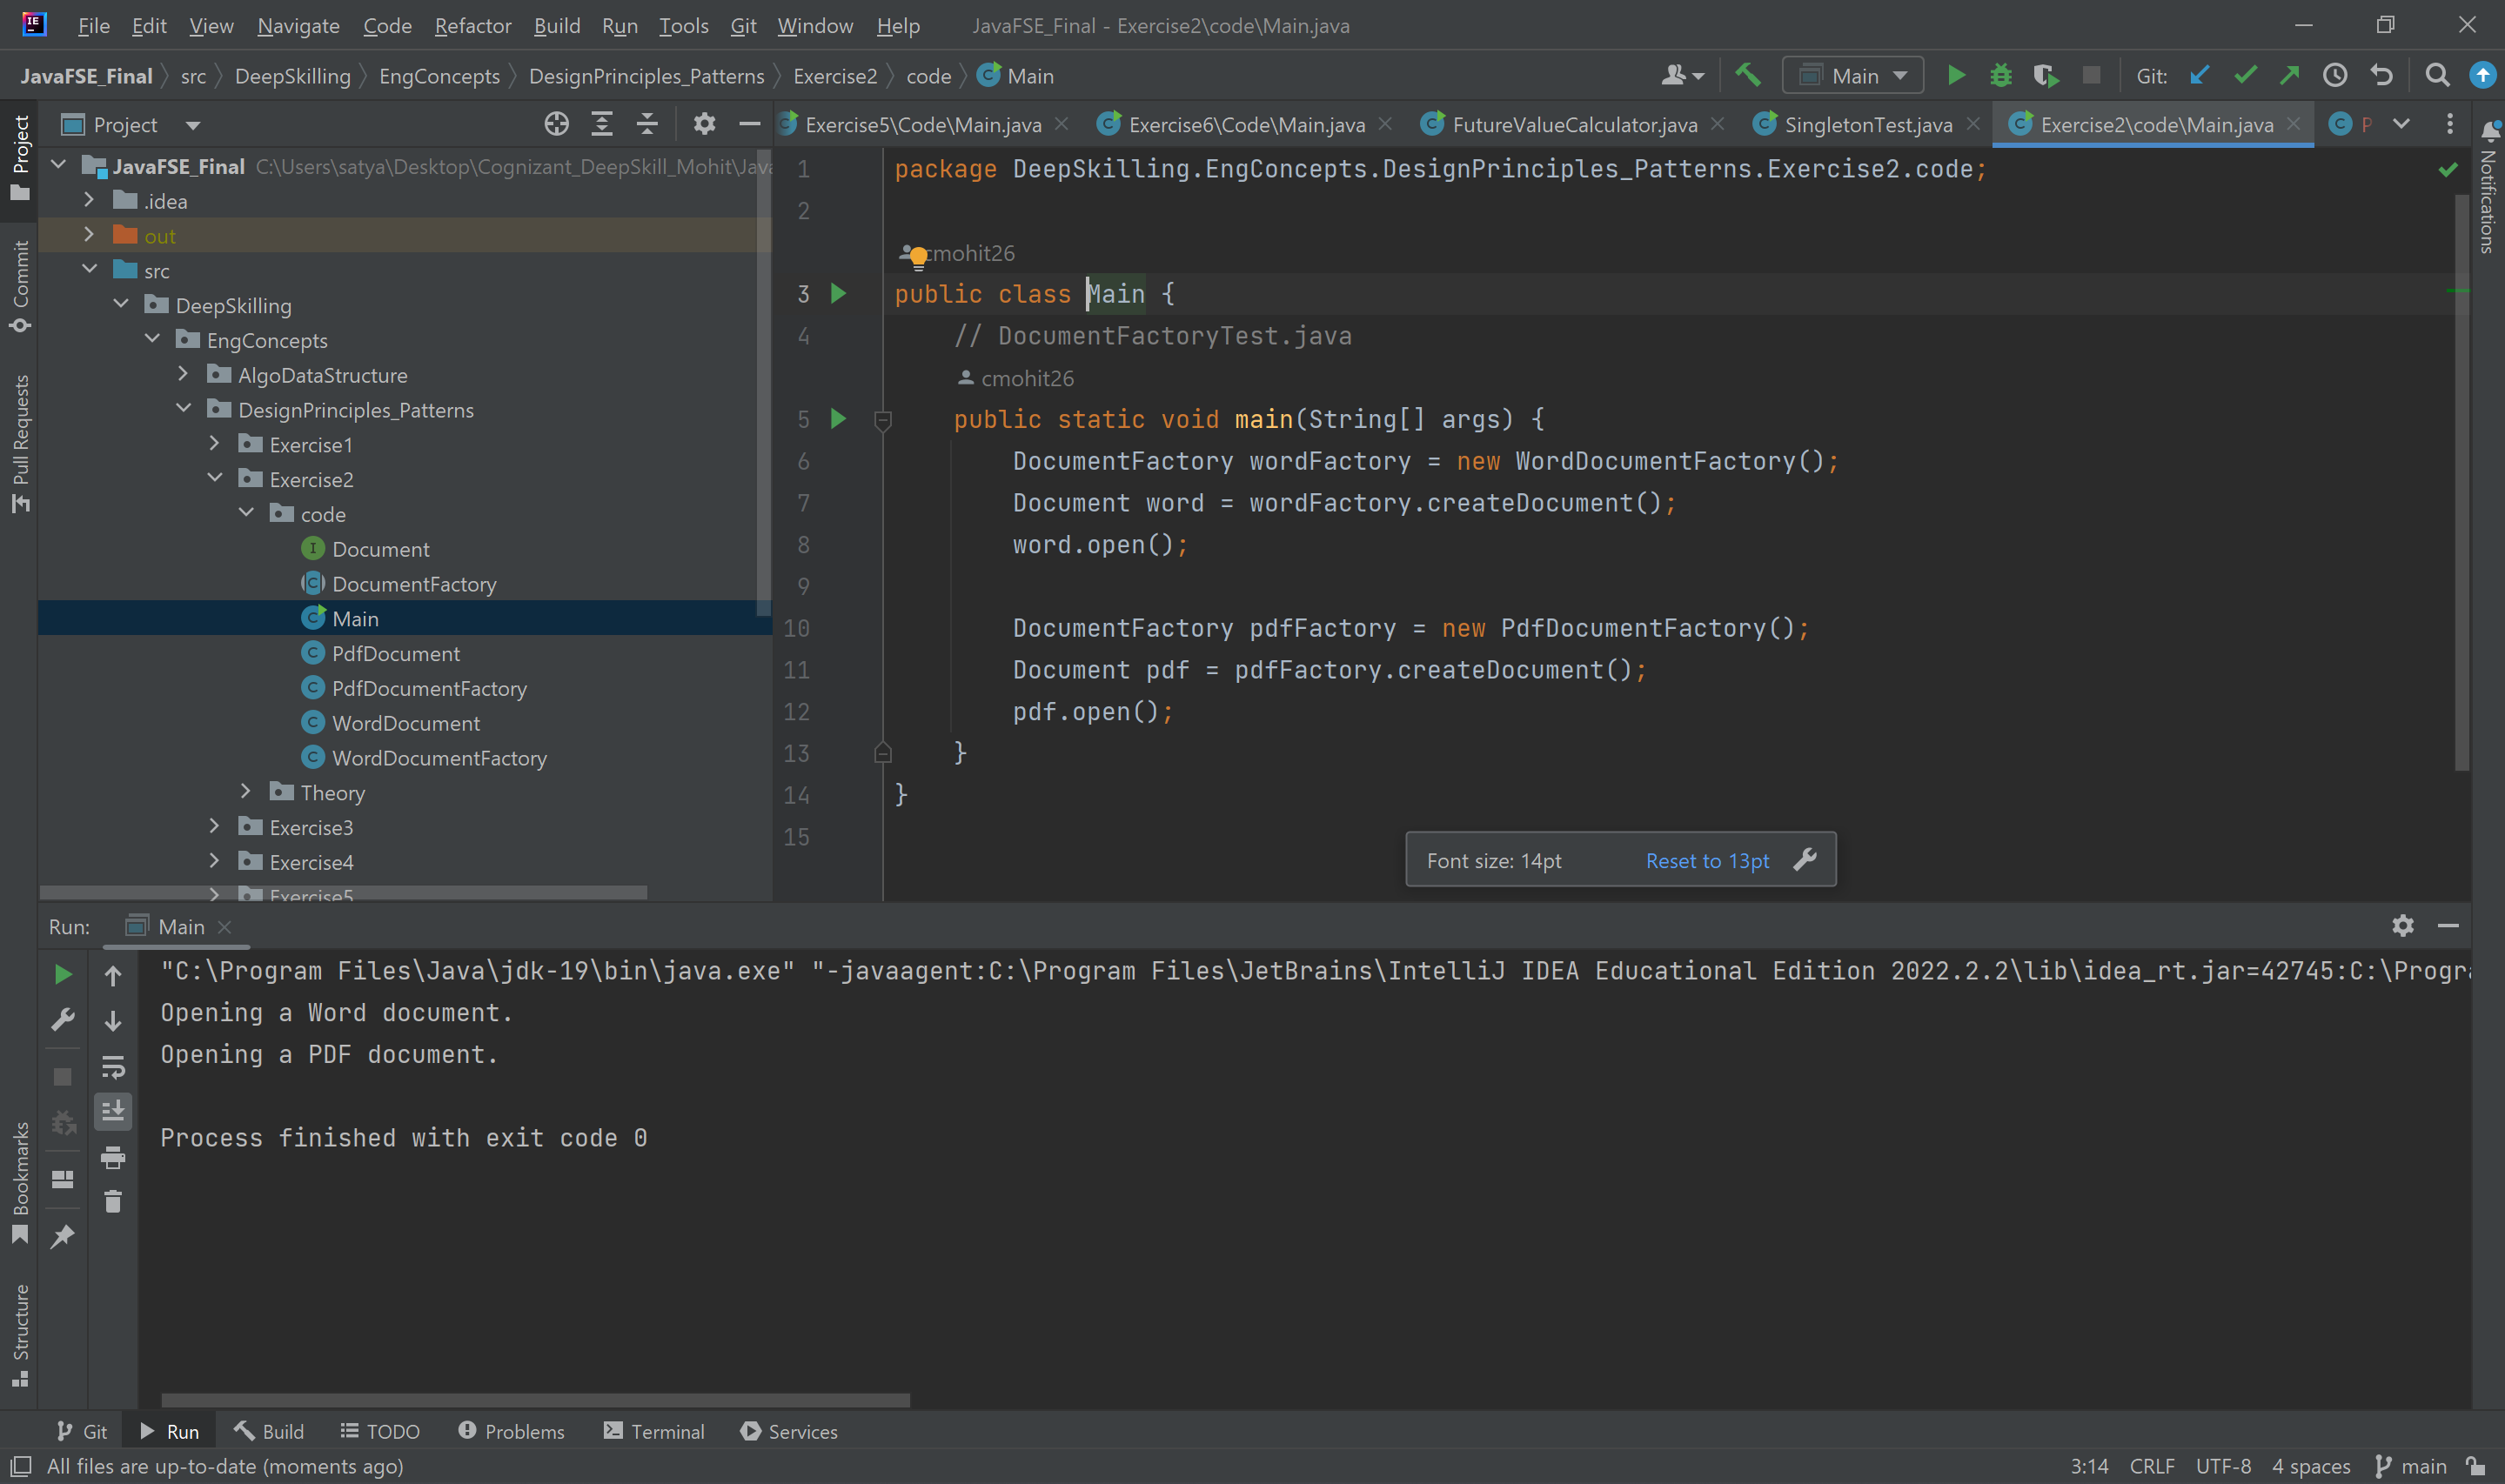 File Edit View Navigate Code Refactor Build Run Tools Git Window Help JavaFSE_Final - Exercise2\code\Main.java
JavaFSE_Final src DeepSkilling EngConcepts DesignPrinciples_Patterns Exercise2 code Main Main Git:
Project
Exercise5\Code\Main.java Exercise6\Code\Main.java FutureValueCalculator.java SingletonTest.java Exercise2\code\Main.java P
Project
Commit
Pull Requests
Bookmarks
Structure
Notifications
JavaFSE_Final C:\Users\satya\Desktop\Cognizant_DeepSkill_Mohit\Java
.idea
out
src
DeepSkilling
EngConcepts
AlgoDataStructure
DesignPrinciples_Patterns
Exercise1
Exercise2
code
Document
DocumentFactory
Main
PdfDocument
PdfDocumentFactory
WordDocument
WordDocumentFactory
Theory
Exercise3
Exercise4
Exercise5
1 package DeepSkilling.EngConcepts.DesignPrinciples_Patterns.Exercise2.code;
2
cmohit26
3 public class Main {
4 // DocumentFactoryTest.java
cmohit26
5 public static void main(String[] args) {
6 DocumentFactory wordFactory = new WordDocumentFactory();
7 Document word = wordFactory.createDocument();
8 word.open();
9
10 DocumentFactory pdfFactory = new PdfDocumentFactory();
11 Document pdf = pdfFactory.createDocument();
12 pdf.open();
13 }
14 }
15
Font size: 14pt Reset to 13pt
Run: Main
"C:\Program Files\Java\jdk-19\bin\java.exe" "-javaagent:C:\Program Files\JetBrains\IntelliJ IDEA Educational Edition 2022.2.2\lib\idea_rt.jar=42745:C:\Progr
Opening a Word document.
Opening a PDF document.
Process finished with exit code 0
Git Run Build TODO Problems Terminal Services
All files are up-to-date (moments ago) 3:14 CRLF UTF-8 4 spaces main